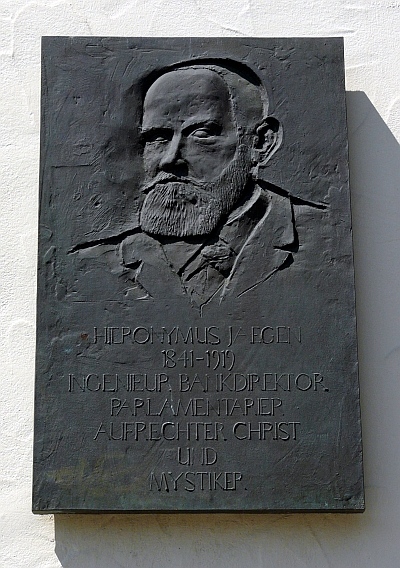 HIERONYMUS JAEGEN
1841-1919
INGENIEUR, BANKDIREKTOR,
PARLAMENTARIER
AUFRECHTER CHRIST
UND
MYSTIKER.